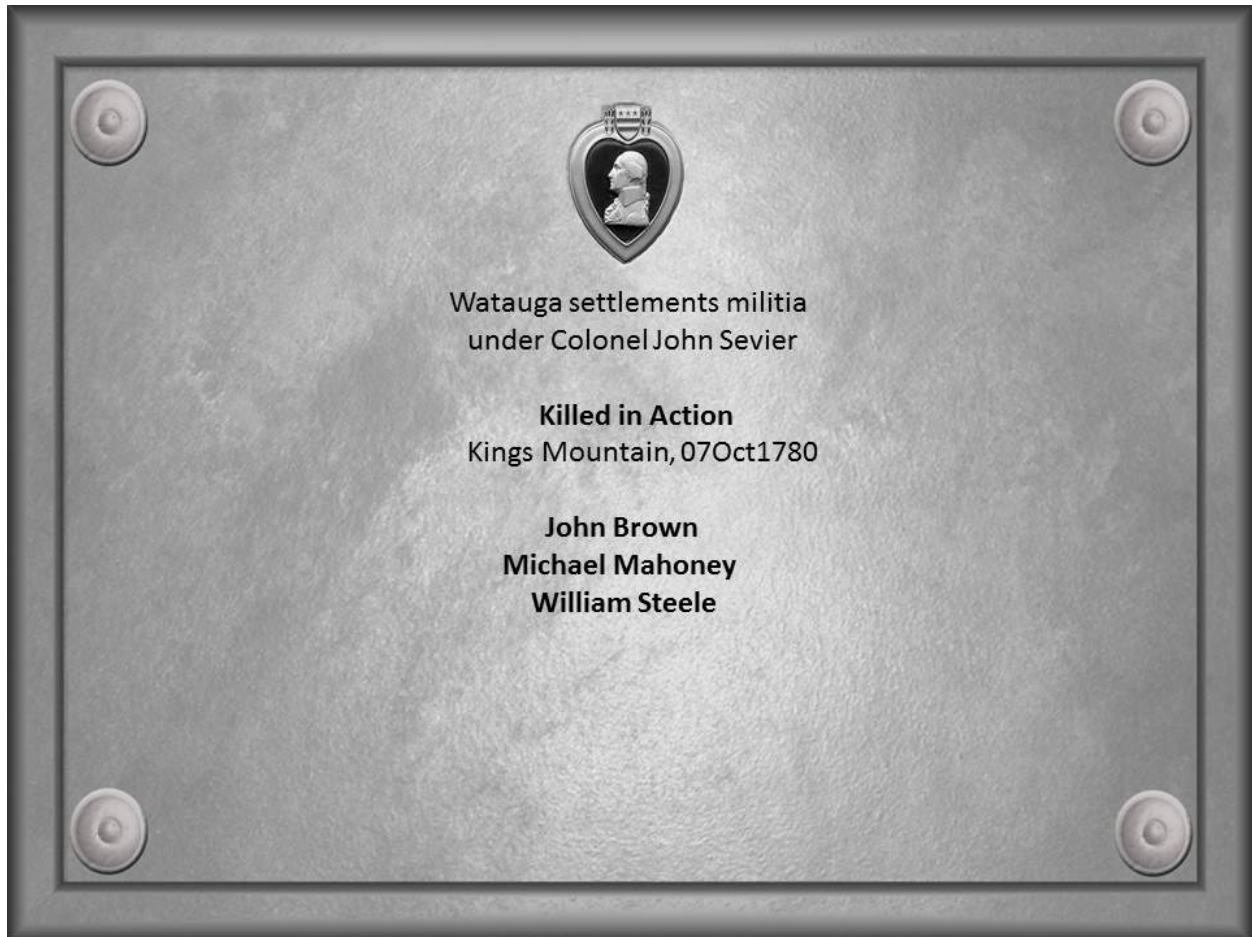 Watauga settlements militia
under Colonel John Sevier
Killed in Action
Kings Mountain, 07Oct1780
John Brown
Michael Mahoney
William Steele